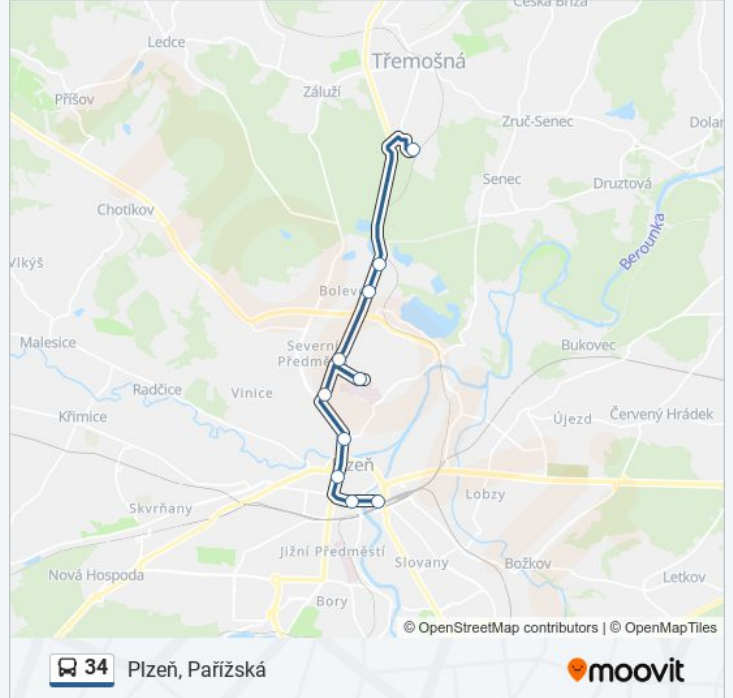 Česká Bříza
Ledce
Třemošná
Záluží
Příšov
Zruč-Senec
Dolan
Senec
Druztová
Chotíkov
Berounka
Vlkýš
Bolevec
Malesice
Severní
Předměstí
Bukovec
Radčice
Vinice
Křimice
Újezd
Červený Hrádek
Plzeň
Lobzy
Skvrňany
Jižní Předměstí
Slovany
Božkov
Nová Hospoda
Letkov
Bory
© OpenStreetMap contributors | © OpenMapTiles
34 Plzeň, Pařížská
moovit